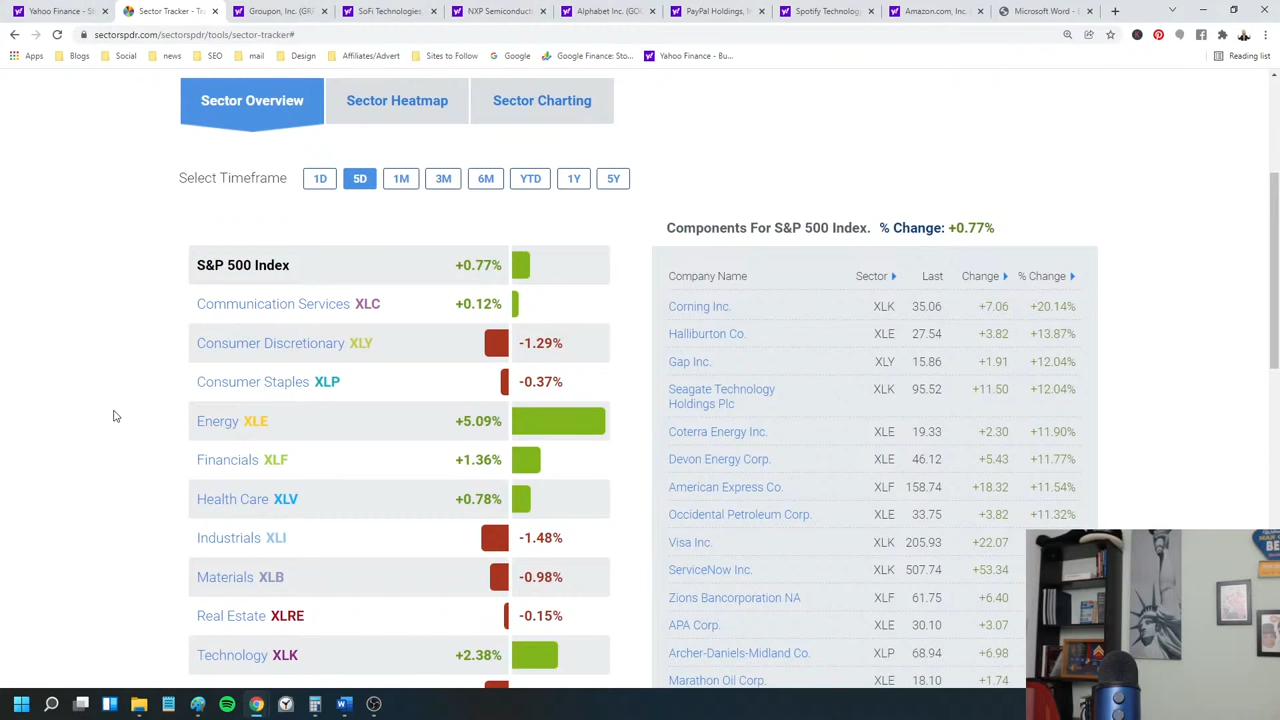 Yahoo Finance - St
Sector Tracker - Tra
Groupon, Inc. (GRP
SoFi Technologies
NXP Semiconducto
Alphabet Inc. (GOO
PayPal Holdings, In
Spotify Technology
Amazon.com, Inc.
Microsoft Word -
sectorspdr.com/sectorspdr/tools/sector-tracker#
Apps
Blogs
Social
news
SEO
mail
Design
Affiliates/Advert
Sites to Follow
Google
Google Finance: Sto...
Yahoo Finance - Bu...
Reading list
Sector Overview
Sector Heatmap
Sector Charting
Select Timeframe 1D 5D 1M 3M 6M YTD 1Y 5Y
Components For S&P 500 Index. % Change: +0.77%
S&P 500 Index +0.77%
Communication Services XLC +0.12%
Consumer Discretionary XLY -1.29%
Consumer Staples XLP -0.37%
Energy XLE +5.09%
Financials XLF +1.36%
Health Care XLV +0.78%
Industrials XLI -1.48%
Materials XLB -0.98%
Real Estate XLRE -0.15%
Technology XLK +2.38%
Company Name Sector Last Change % Change
Corning Inc. XLK 35.06 +7.06 +20.14%
Halliburton Co. XLE 27.54 +3.82 +13.87%
Gap Inc. XLY 15.86 +1.91 +12.04%
Seagate Technology
Holdings Plc XLK 95.52 +11.50 +12.04%
Coterra Energy Inc. XLE 19.33 +2.30 +11.90%
Devon Energy Corp. XLE 46.12 +5.43 +11.77%
American Express Co. XLF 158.74 +18.32 +11.54%
Occidental Petroleum Corp. XLE 33.75 +3.82 +11.32%
Visa Inc. XLK 205.93 +22.07
ServiceNow Inc. XLK 507.74 +53.34
Zions Bancorporation NA XLF 61.75 +6.40
APA Corp. XLE 30.10 +3.07
Archer-Daniels-Midland Co. XLP 68.94 +6.98
Marathon Oil Corp. XLE 18.10 +1.74